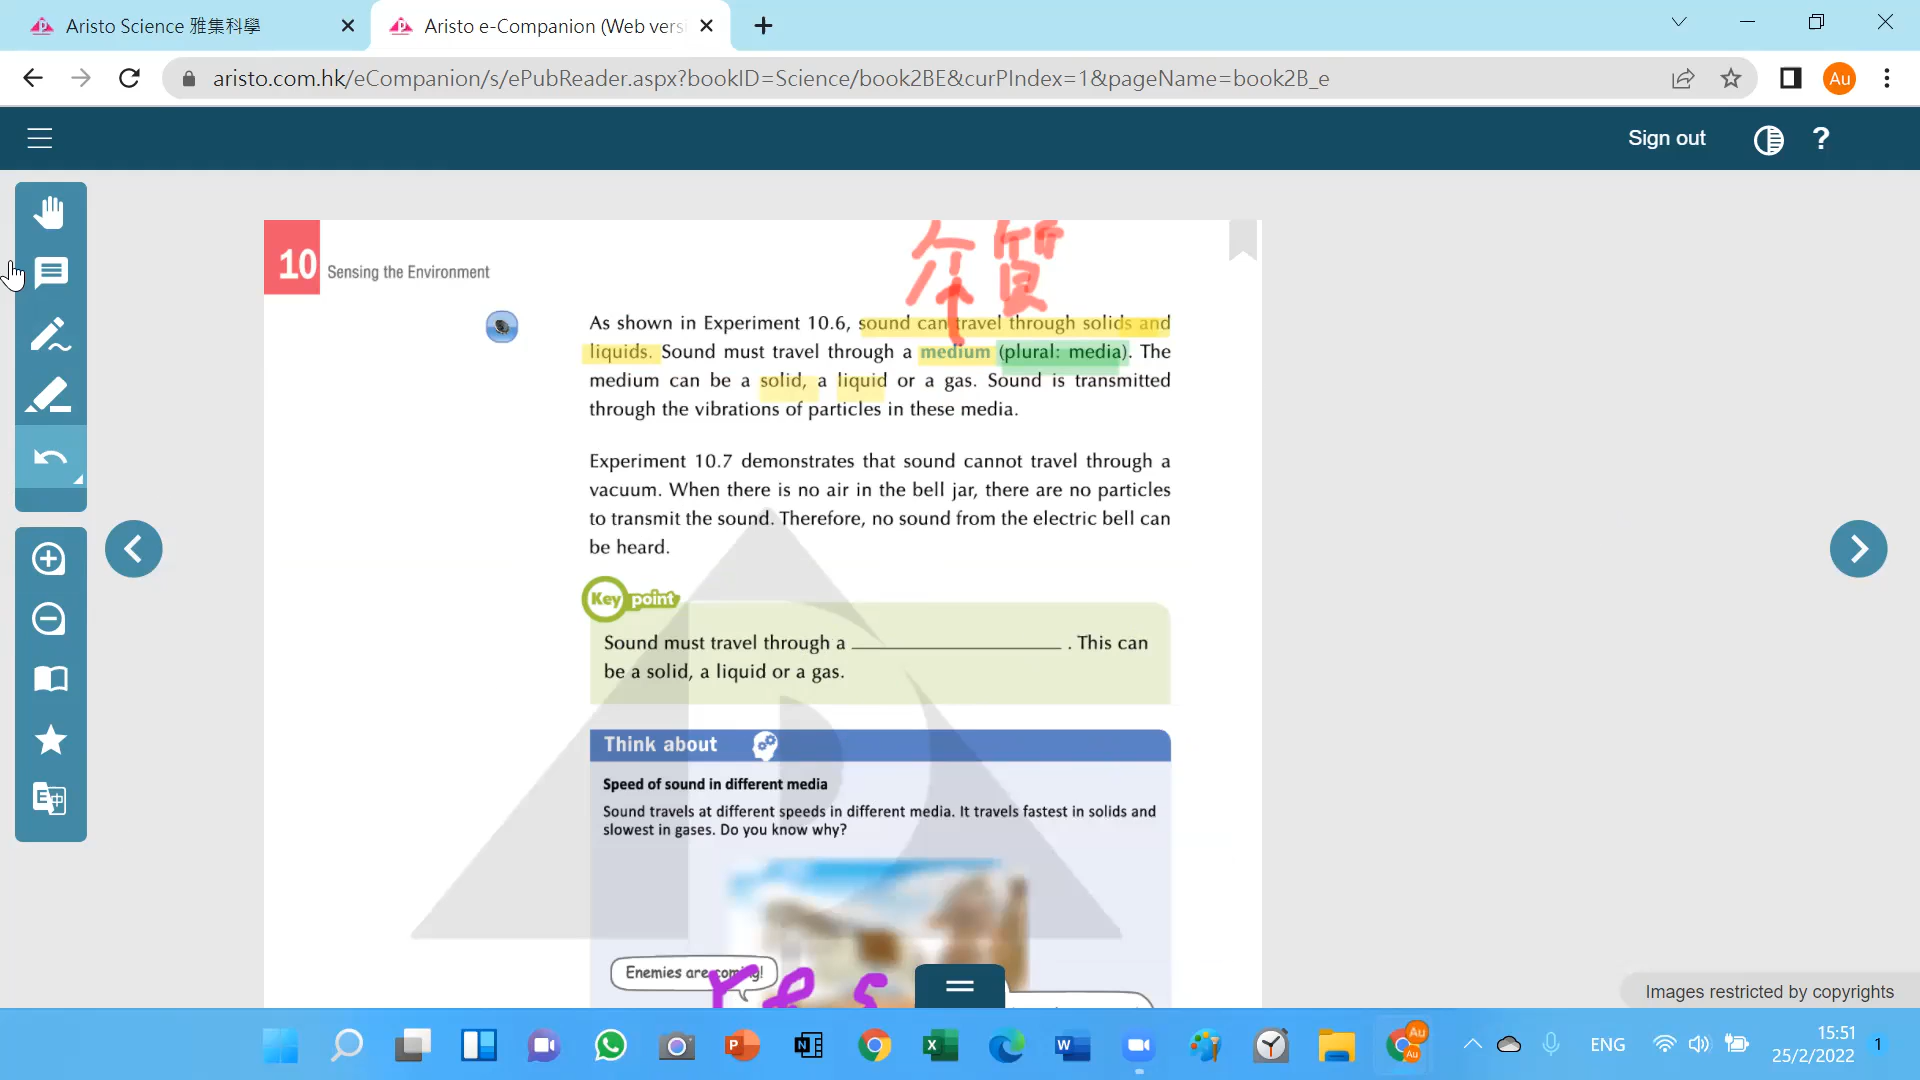 Aristo Science 雅集科學
Aristo e-Companion (Web versi
aristo.com.hk/eCompanion/s/ePubReader.aspx?bookID=Science/book2BE&curPIndex=1&pageName=book2B_e
Au
Sign out
?
介質
10 Sensing the Environment
As shown in Experiment 10.6, sound can travel through solids and
liquids. Sound must travel through a medium (plural: media). The
medium can be a solid, a liquid or a gas. Sound is transmitted
through the vibrations of particles in these media.
Experiment 10.7 demonstrates that sound cannot travel through a
vacuum. When there is no air in the bell jar, there are no particles
to transmit the sound. Therefore, no sound from the electric bell can
be heard.
Key point
Sound must travel through a ____________________ . This can
be a solid, a liquid or a gas.
Think about
Speed of sound in different media
Sound travels at different speeds in different media. It travels fastest in solids and
slowest in gases. Do you know why?
Enemies are coming!
Images restricted by copyrights
ENG
15:51
25/2/2022
1